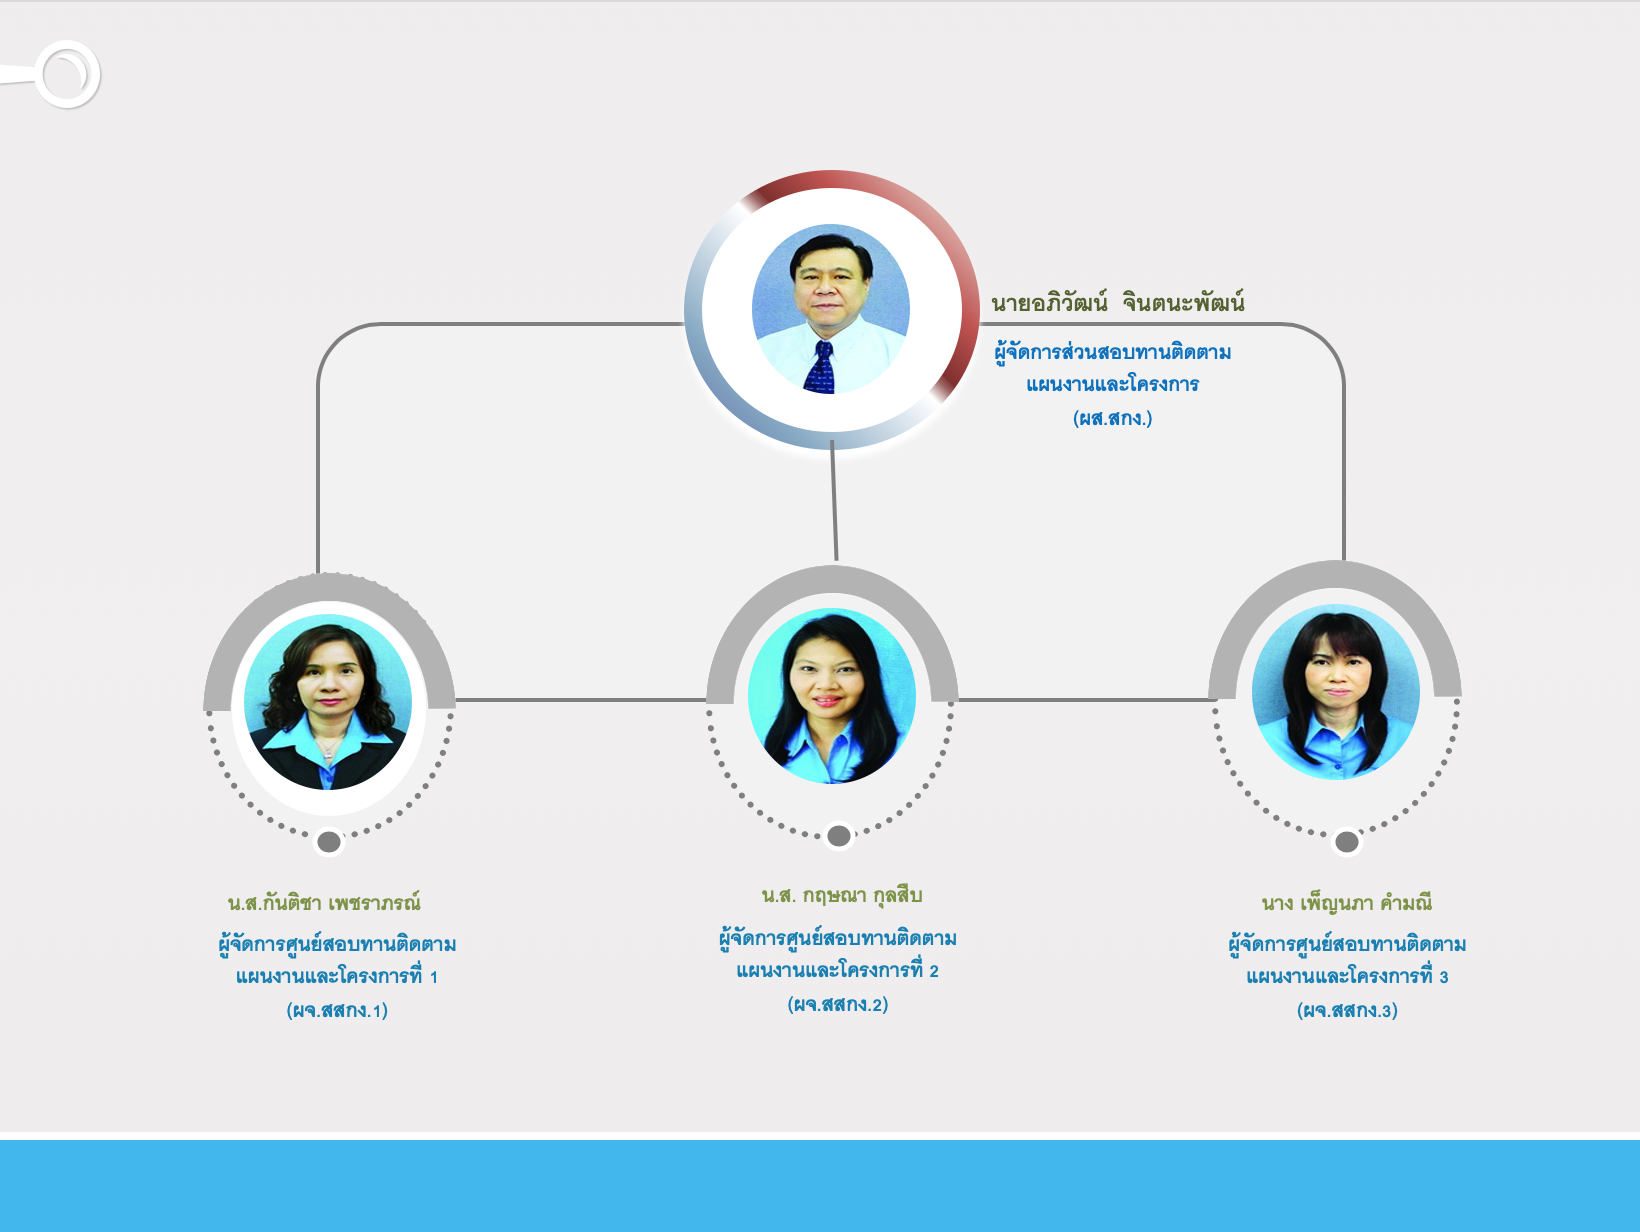 นายอภิวัฒน์ จินตนะพัฒน์
ผู้จัดการส่วนสอบทานติดตาม
แผนงานและโครงการ
(ผส.สกง.)
น.ส.กันติชา เพชราภรณ์
ผู้จัดการศูนย์สอบทานติดตาม
แผนงานและโครงการที่ 1
(ผจ.สสกง.1)
น.ส. กฤษณา กุลสืบ
ผู้จัดการศูนย์สอบทานติดตาม
แผนงานและโครงการที่ 2
(ผจ.สสกง.2)
นาง เพ็ญนภา คำมณี
ผู้จัดการศูนย์สอบทานติดตาม
แผนงานและโครงการที่ 3
(ผจ.สสกง.3)